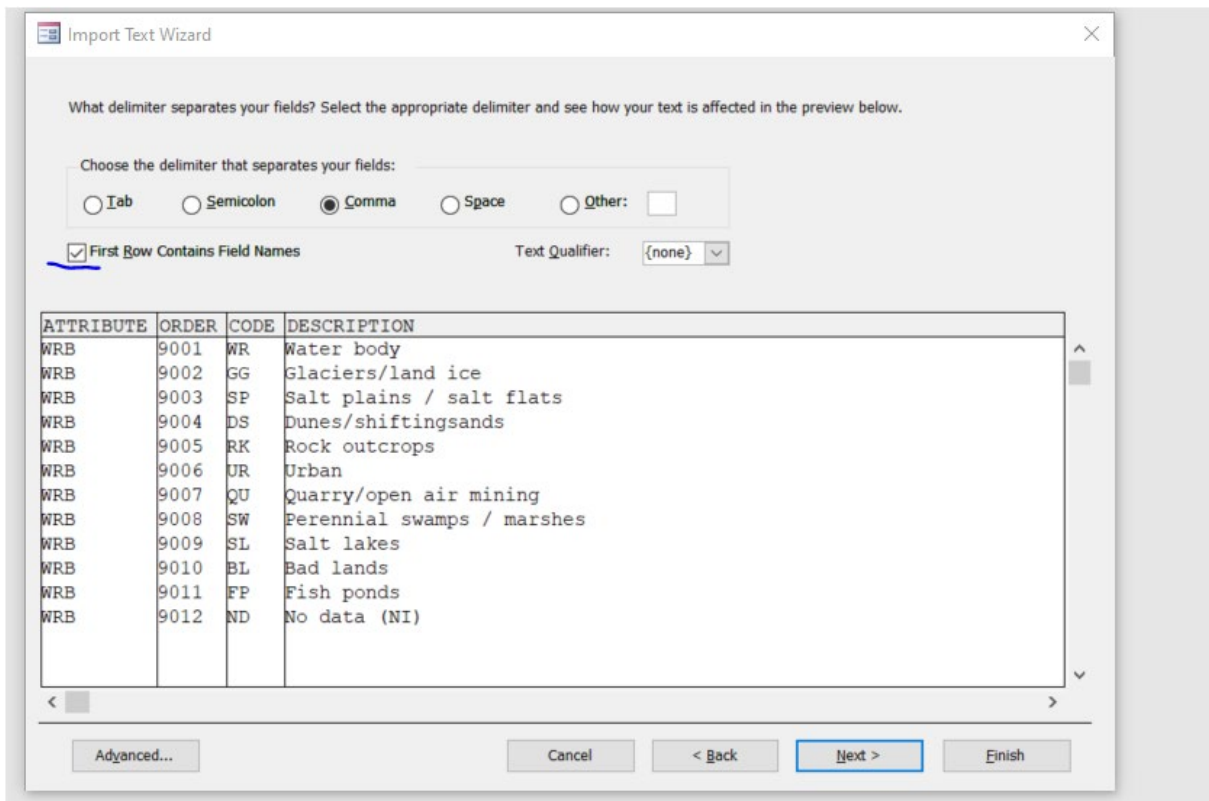 Import Text Wizard
What delimiter separates your fields? Select the appropriate delimiter and see how your text is affected in the preview below.
Choose the delimiter that separates your fields:
Tab Semicolon Comma Space Other:
First Row Contains Field Names Text Qualifier: {none}
ATTRIBUTE ORDER CODE DESCRIPTION
WRB 9001 WR Water body
WRB 9002 GG Glaciers/land ice
WRB 9003 SP Salt plains / salt flats
WRB 9004 DS Dunes/shiftingsands
WRB 9005 RK Rock outcrops
WRB 9006 UR Urban
WRB 9007 QU Quarry/open air mining
WRB 9008 SW Perennial swamps / marshes
WRB 9009 SL Salt lakes
WRB 9010 BL Bad lands
WRB 9011 FP Fish ponds
WRB 9012 ND No data (NI)
Advanced... Cancel < Back Next > Finish